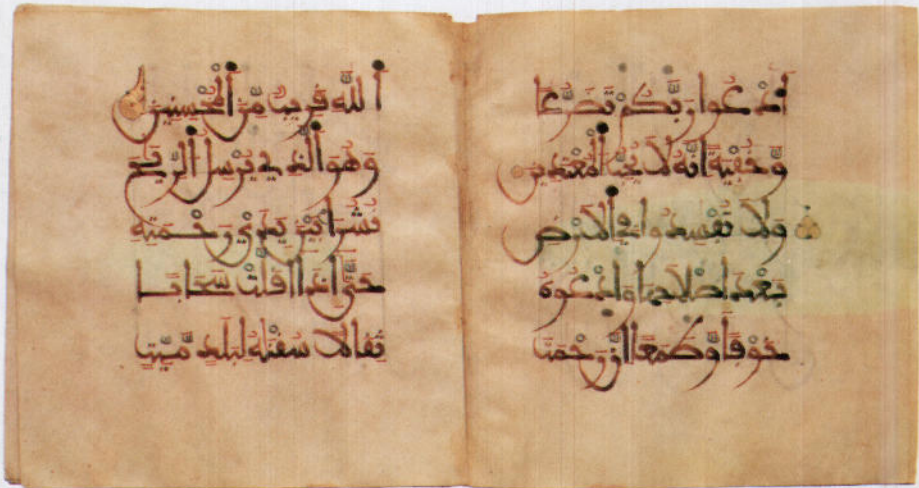 ادعوا ربكم تضرعا
وخفية انه لا يحب المعتدين
ولا تفسدوا في الارض
بعد اصلاحها وادعوه
خوفا وطمعا ان رحمت
الله قريب من المحسنين
وهو الذي يرسل الريح
نشرا بين يدي رحمته
حتى اذا اقلت سحابا
ثقالا سقنه لبلد ميت